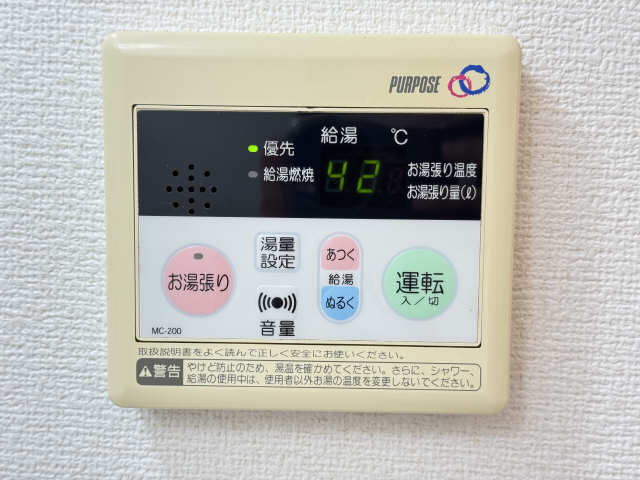 PURPOSE
給湯 ℃
優先
給湯燃焼
42
お湯張り温度
お湯張り量(ℓ)
お湯張り
湯量
設定
あつく
給湯
ぬるく
運転
入/切
音量
MC-200
取扱説明書をよく読んで正しく安全にお使いください。
警告
やけど防止のため、湯温を確かめてください。さらに、シャワー、
給湯の使用中は、使用者以外お湯の温度を変更しないでください。